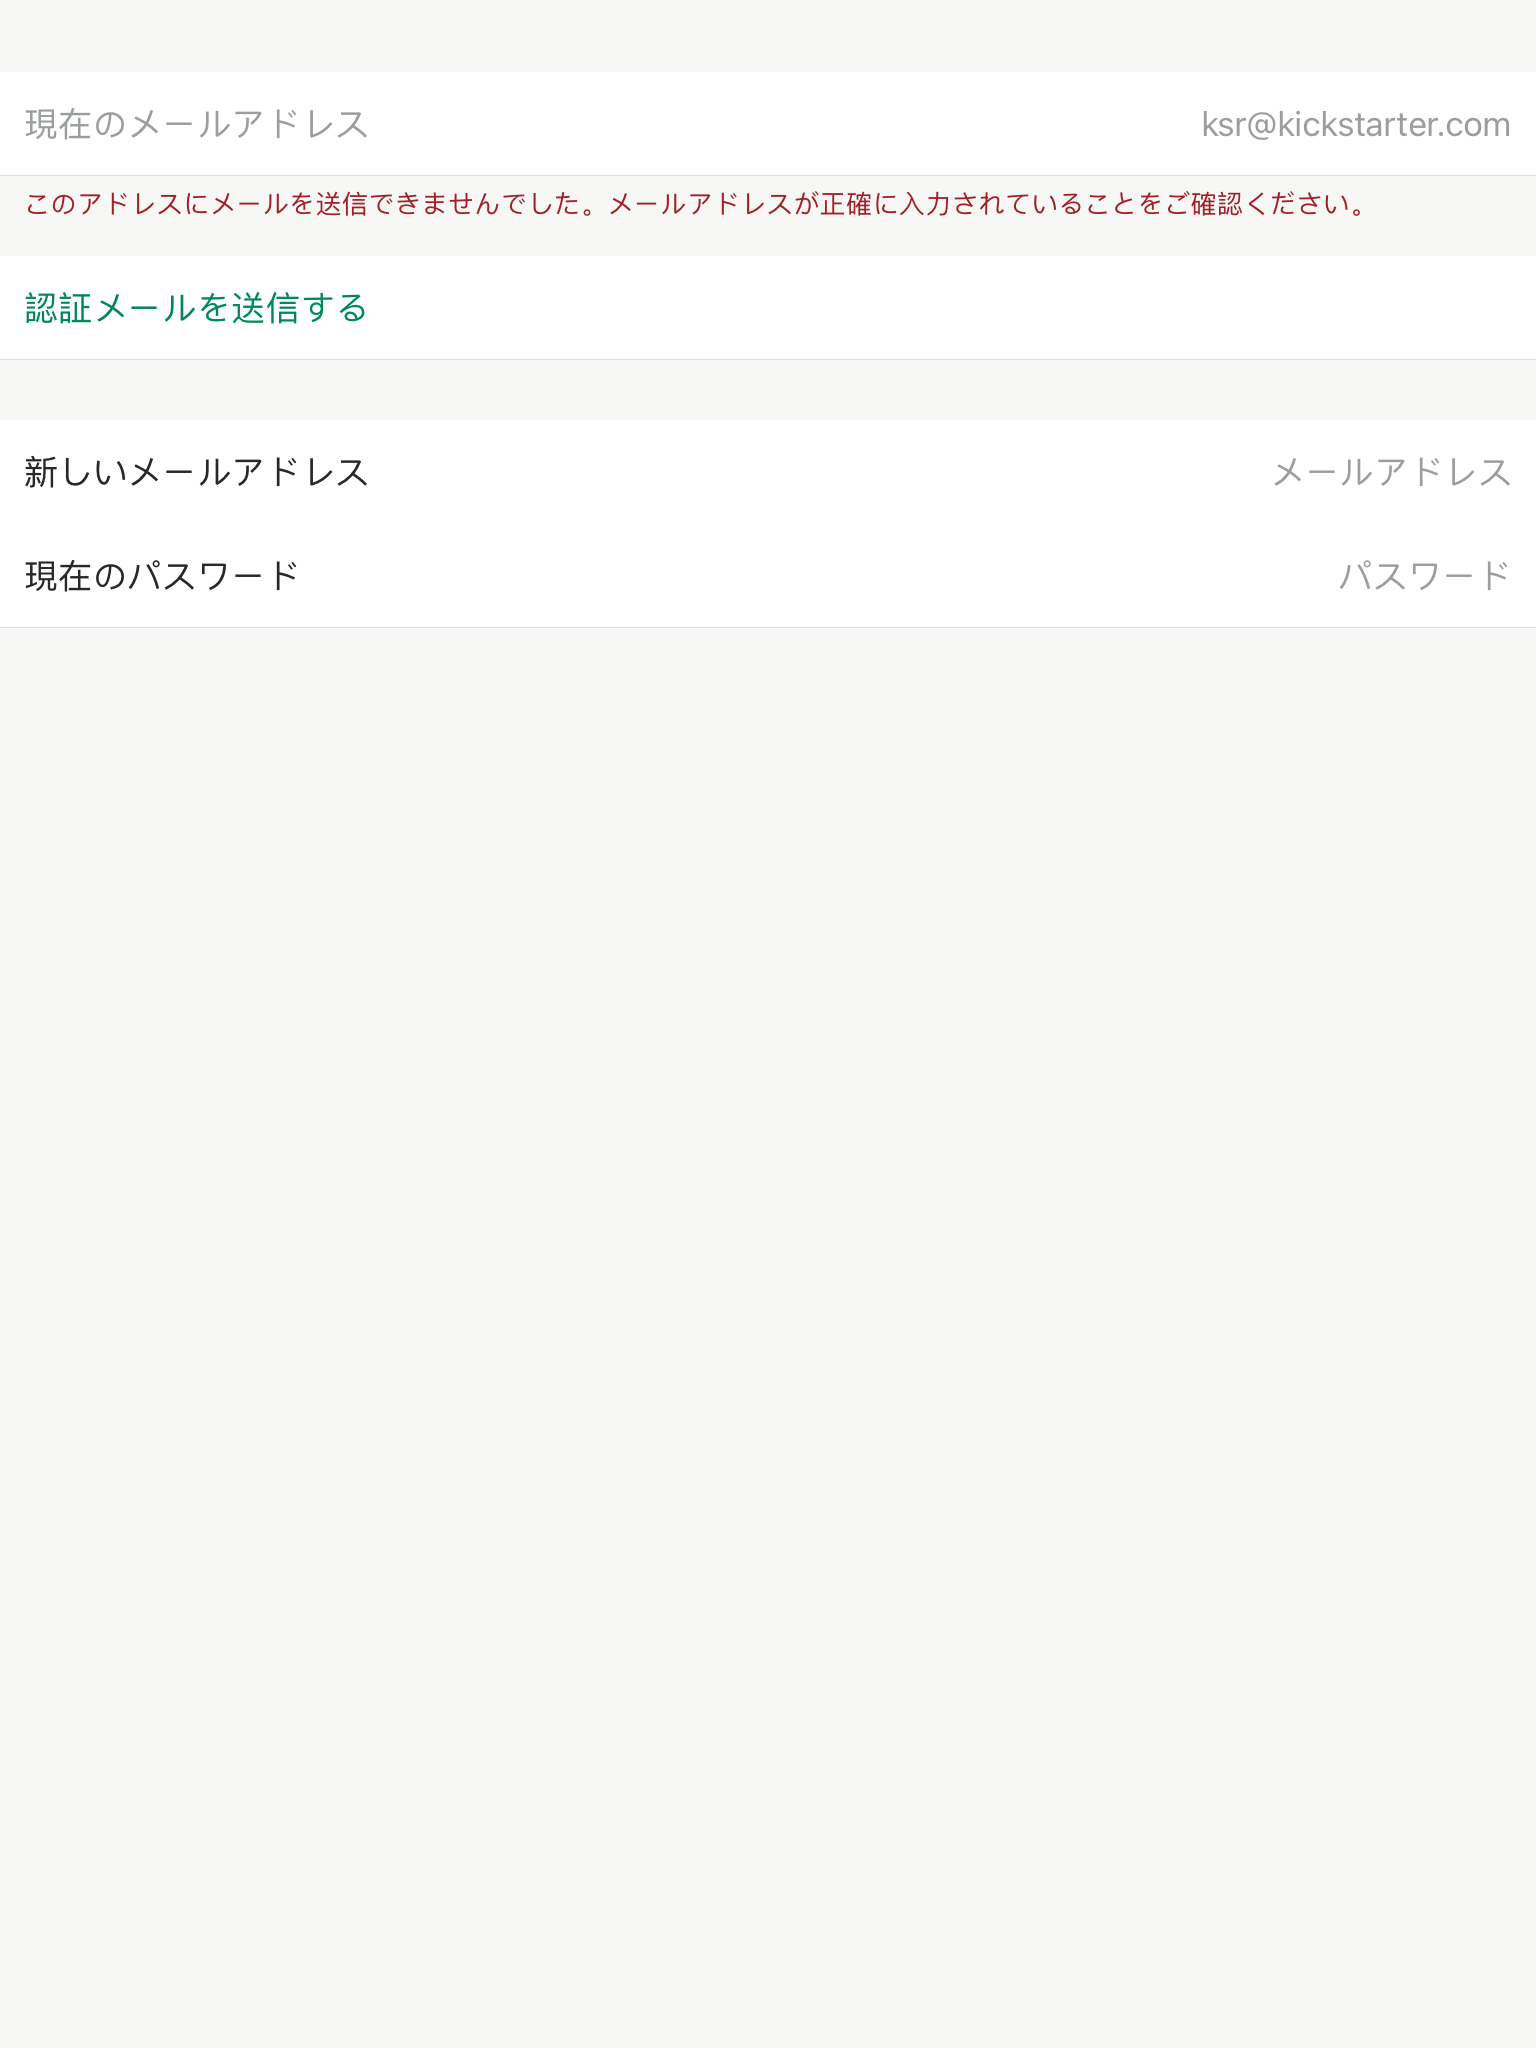 現在のメールアドレス ksr@kickstarter.com
このアドレスにメールを送信できませんでした。メールアドレスが正確に入力されていることをご確認ください。
認証メールを送信する
新しいメールアドレス メールアドレス
現在のパスワード パスワード